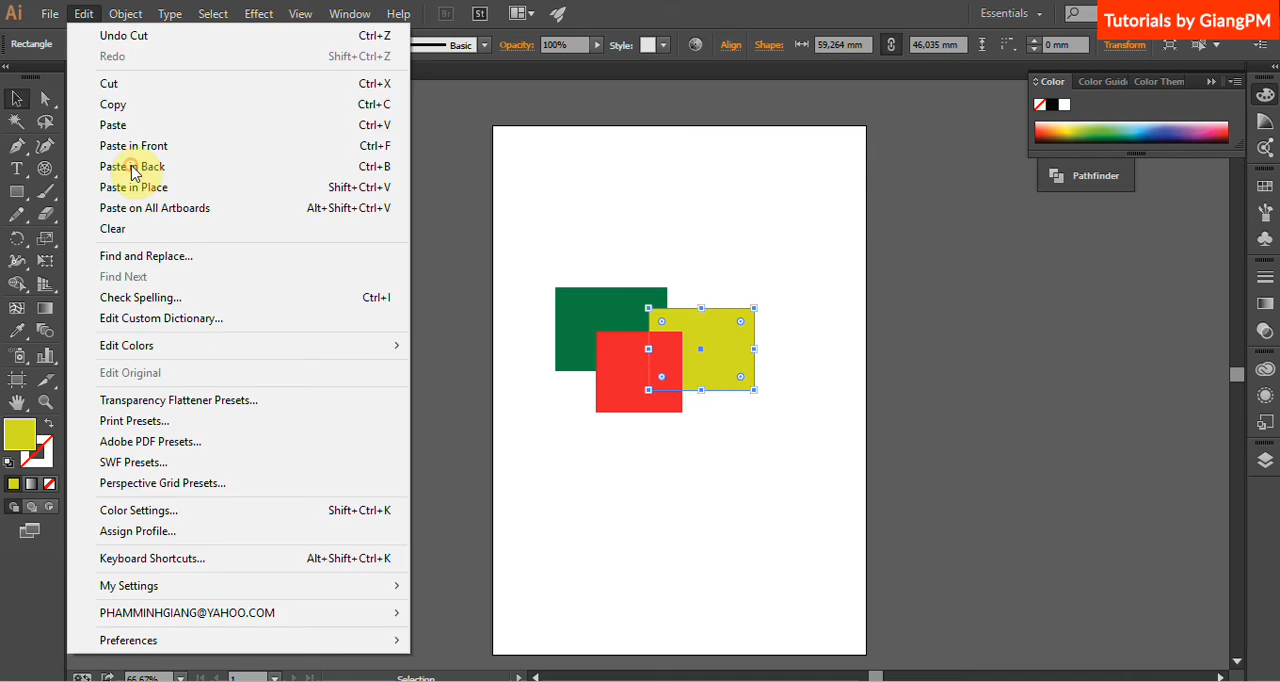 Ai File Edit Object Type Select Effect View Window Help Br St Essentials
Tutorials by GiangPM
Rectangle Basic Opacity: 100% Style: Align Shape: 59,264 mm 46,035 mm 0 mm Transform
Undo Cut Ctrl+Z
Redo Shift+Ctrl+Z
Cut Ctrl+X
Copy Ctrl+C
Paste Ctrl+V
Paste in Front Ctrl+F
Paste in Back Ctrl+B
Paste in Place Shift+Ctrl+V
Paste on All Artboards Alt+Shift+Ctrl+V
Clear
Find and Replace...
Find Next
Check Spelling... Ctrl+I
Edit Custom Dictionary...
Edit Colors
Edit Original
Transparency Flattener Presets...
Print Presets...
Adobe PDF Presets...
SWF Presets...
Perspective Grid Presets...
Color Settings... Shift+Ctrl+K
Assign Profile...
Keyboard Shortcuts... Alt+Shift+Ctrl+K
My Settings
PHAMMINHGIANG@YAHOO.COM
Preferences
Color Color Guide Color Them
Pathfinder
66,67% 1 Selection